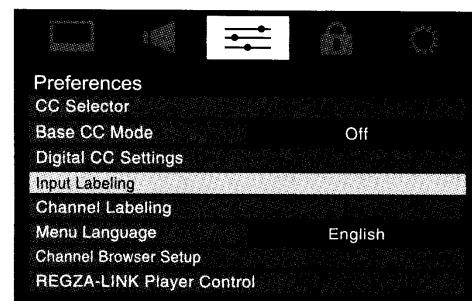 Preferences
CC Selector
Base CC Mode Off
Digital CC Settings
Input Labeling
Channel Labeling
Menu Language English
Channel Browser Setup
REGZA-LINK Player Control